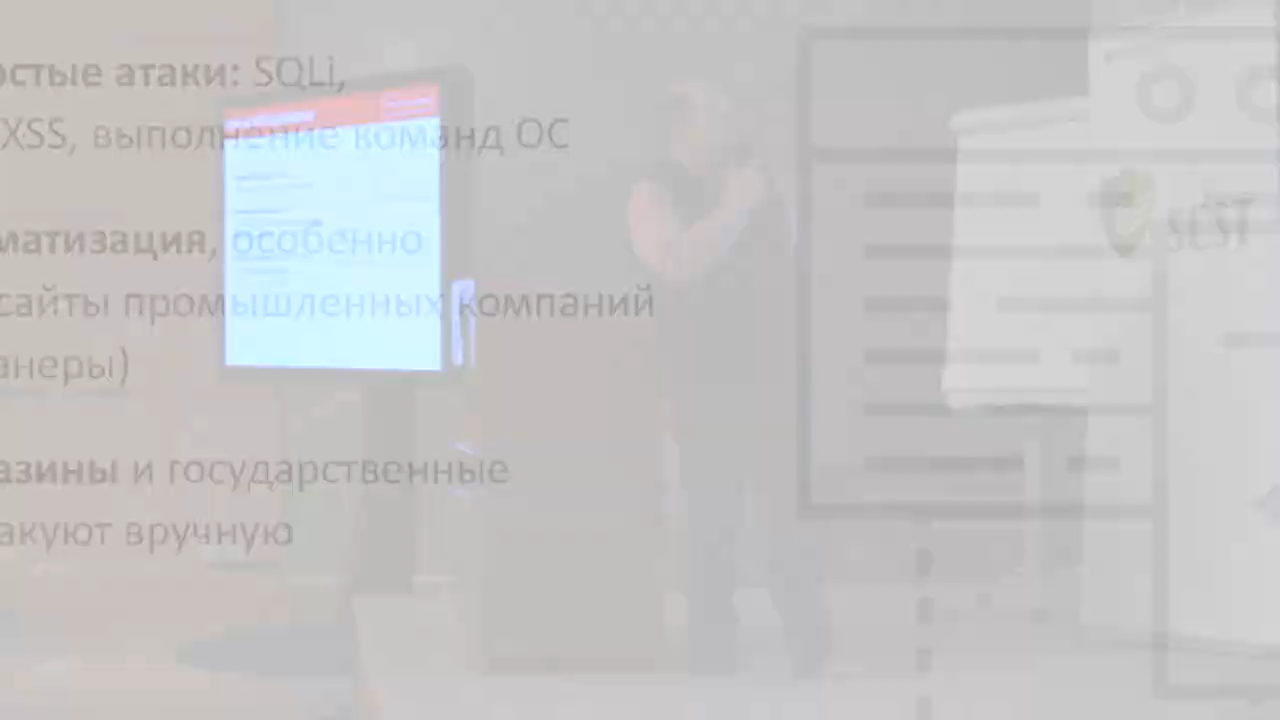 остые атаки: SQLi,
XSS, выполнение команд ОС
матизация, особенно
сайты промышленных компаний
анеры)
азины и государственные
акуют вручную